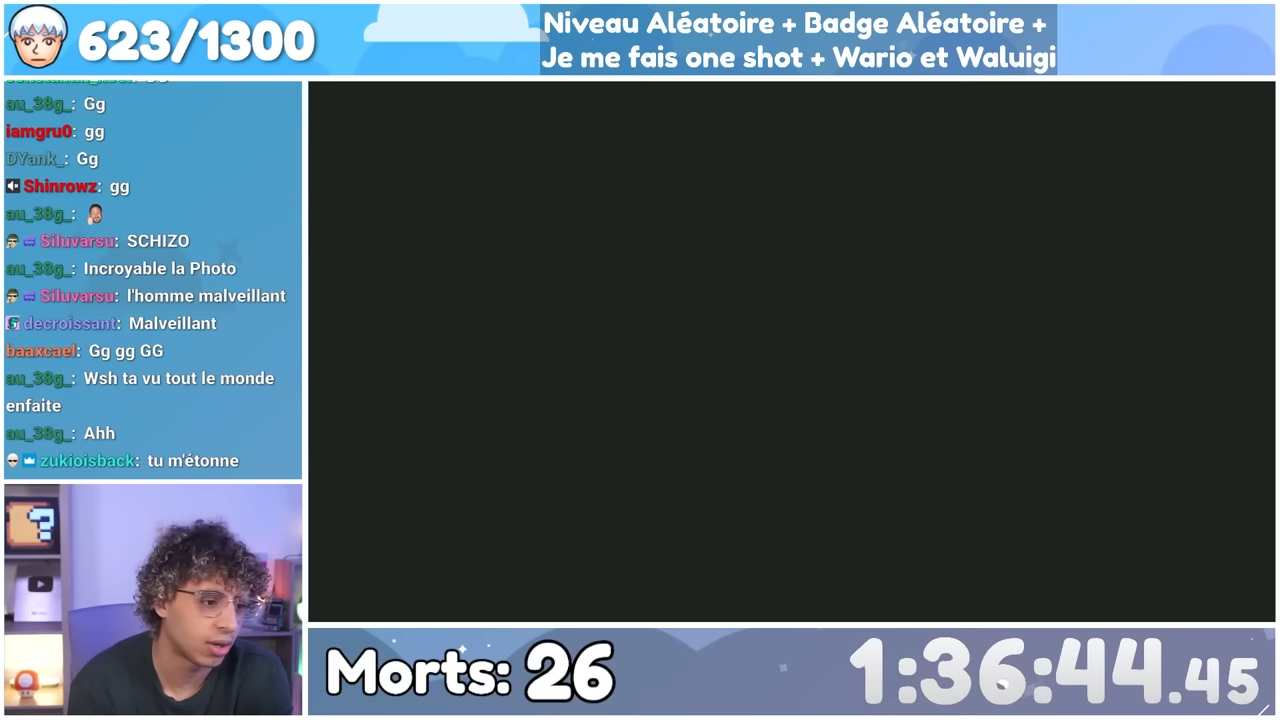 623/1300
Niveau Aléatoire + Badge Aléatoire +
Je me fais one shot + Wario et Waluigi
au_38g_: Gg
iamgru0: gg
DYank_: Gg
Shinrowz: gg
au_38g_:
Siluvarsu: SCHIZO
au_38g_: Incroyable la Photo
Siluvarsu: l'homme malveillant
decroissant: Malveillant
baaxcael: Gg gg GG
au_38g_: Wsh ta vu tout le monde
enfaite
au_38g_: Ahh
zukioisback: tu m'étonne
?
Morts: 26
1:36:44.45